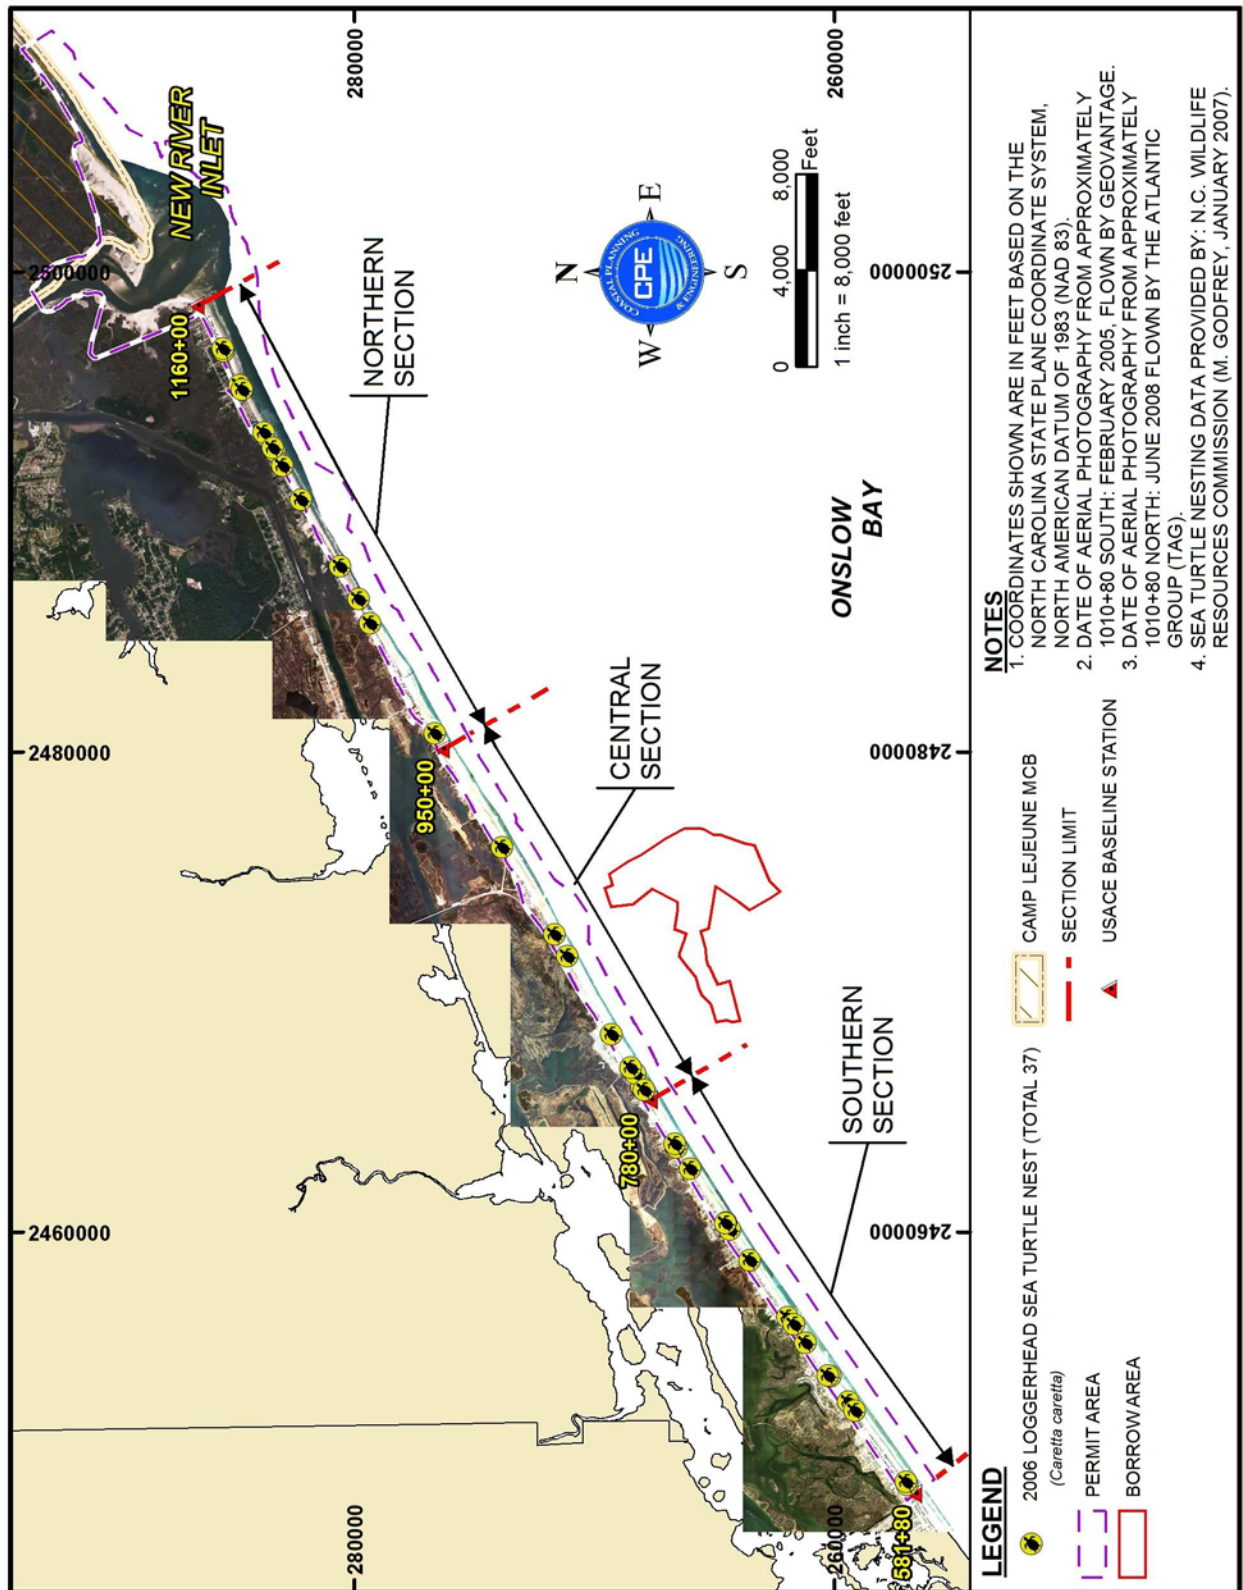 280000
260000
NEW RIVER
INLET
2500000
2500000
1160+00
NORTHERN
SECTION
N
W
E
S
COASTAL PLANNING
& ENGINEERING
CPE
0
4,000
8,000
Feet
1 inch = 8,000 feet
ONSLOW
BAY
2480000
2480000
950+00
CENTRAL
SECTION
780+00
SOUTHERN
SECTION
2460000
2460000
581+80
280000
260000
LEGEND
2006 LOGGERHEAD SEA TURTLE NEST (TOTAL 37)
(Caretta caretta)
PERMIT AREA
BORROW AREA
CAMP LEJEUNE MCB
SECTION LIMIT
USACE BASELINE STATION
NOTES
1. COORDINATES SHOWN ARE IN FEET BASED ON THE
NORTH CAROLINA STATE PLANE COORDINATE SYSTEM,
NORTH AMERICAN DATUM OF 1983 (NAD 83).
2. DATE OF AERIAL PHOTOGRAPHY FROM APPROXIMATELY
1010+80 SOUTH: FEBRUARY 2005, FLOWN BY GEOVANTAGE.
3. DATE OF AERIAL PHOTOGRAPHY FROM APPROXIMATELY
1010+80 NORTH: JUNE 2008 FLOWN BY THE ATLANTIC
GROUP (TAG).
4. SEA TURTLE NESTING DATA PROVIDED BY: N.C. WILDLIFE
RESOURCES COMMISSION (M. GODFREY, JANUARY 2007).